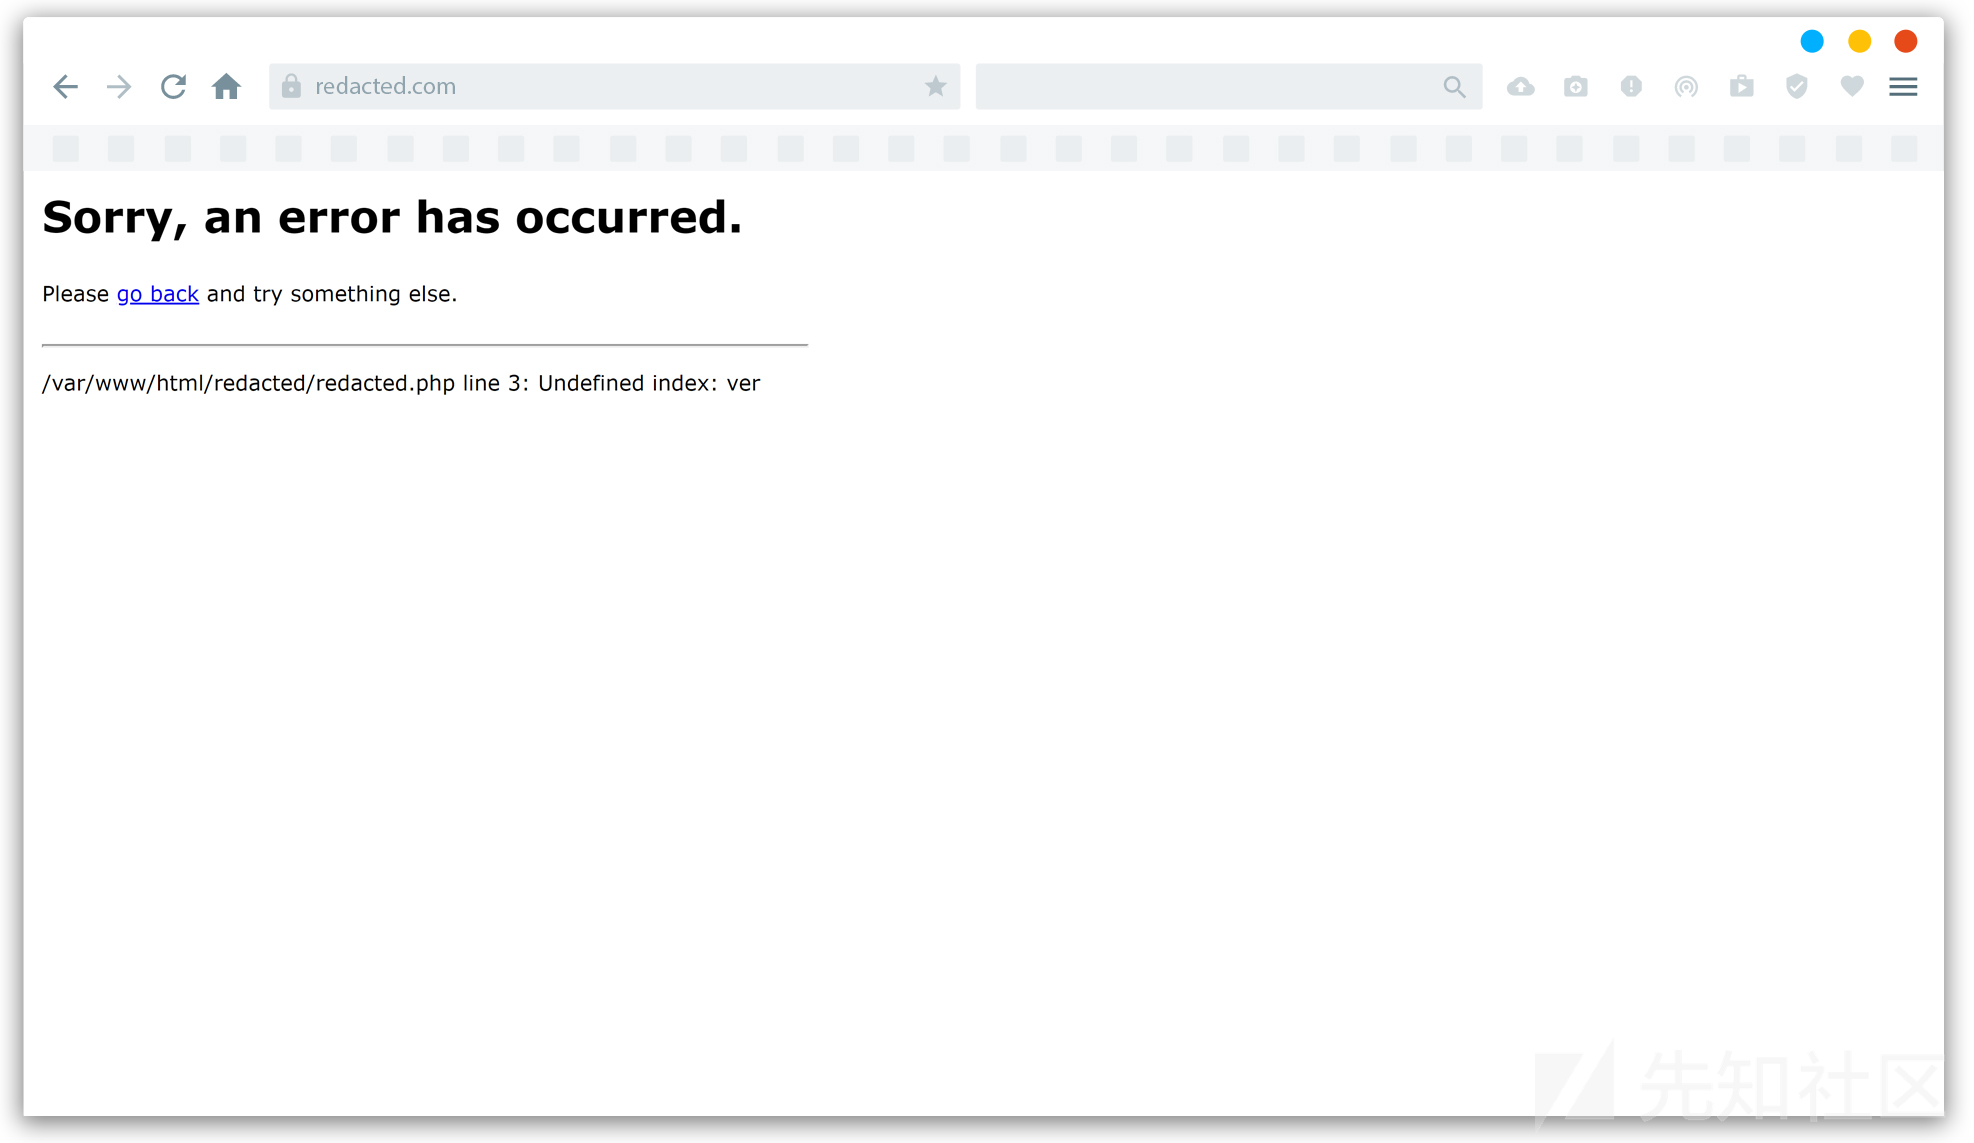 redacted.com
Sorry, an error has occurred.
Please go back and try something else.
/var/www/html/redacted/redacted.php line 3: Undefined index: ver
先知社区